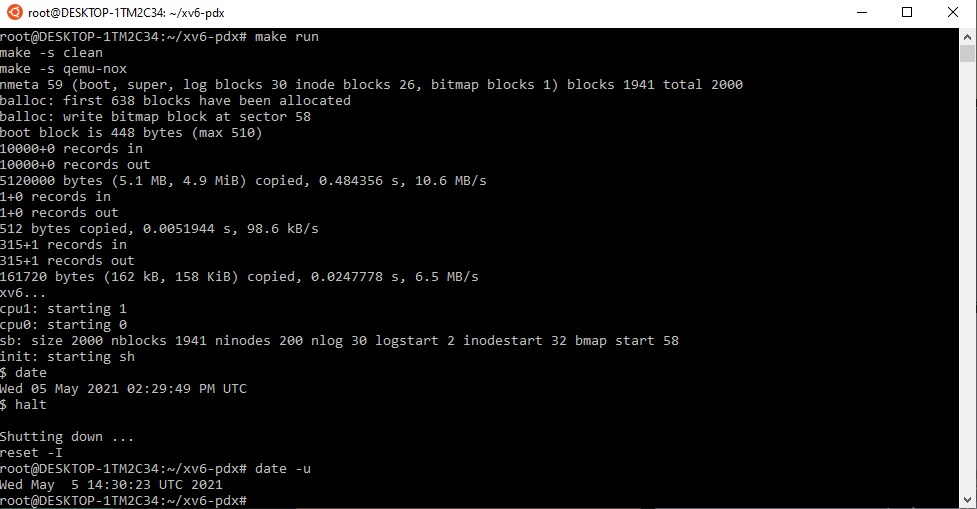 root@DESKTOP-1TM2C34: ~/xv6-pdx
root@DESKTOP-1TM2C34:~/xv6-pdx# make run
make -s clean
make -s qemu-nox
nmeta 59 (boot, super, log blocks 30 inode blocks 26, bitmap blocks 1) blocks 1941 total 2000
balloc: first 638 blocks have been allocated
balloc: write bitmap block at sector 58
boot block is 448 bytes (max 510)
10000+0 records in
10000+0 records out
5120000 bytes (5.1 MB, 4.9 MiB) copied, 0.484356 s, 10.6 MB/s
1+0 records in
1+0 records out
512 bytes copied, 0.0051944 s, 98.6 kB/s
315+1 records in
315+1 records out
161720 bytes (162 kB, 158 KiB) copied, 0.0247778 s, 6.5 MB/s
xv6...
cpu1: starting 1
cpu0: starting 0
sb: size 2000 nblocks 1941 ninodes 200 nlog 30 logstart 2 inodestart 32 bmap start 58
init: starting sh
$ date
Wed 05 May 2021 02:29:49 PM UTC
$ halt
Shutting down ...
reset -I
root@DESKTOP-1TM2C34:~/xv6-pdx# date -u
Wed May  5 14:30:23 UTC 2021
root@DESKTOP-1TM2C34:~/xv6-pdx#